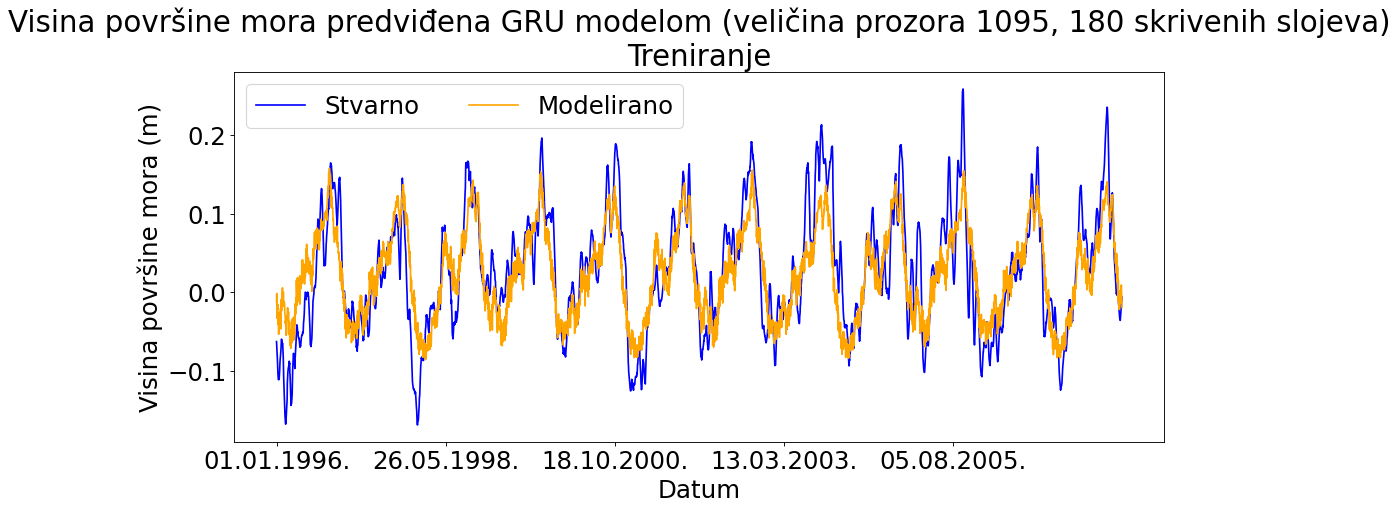 Visina površine mora predviđena GRU modelom (veličina prozora 1095, 180 skrivenih slojeva)
Treniranje
Stvarno
Modelirano
Visina površine mora (m)
0.2
0.1
0.0
−0.1
01.01.1996.
26.05.1998.
18.10.2000.
13.03.2003.
05.08.2005.
Datum